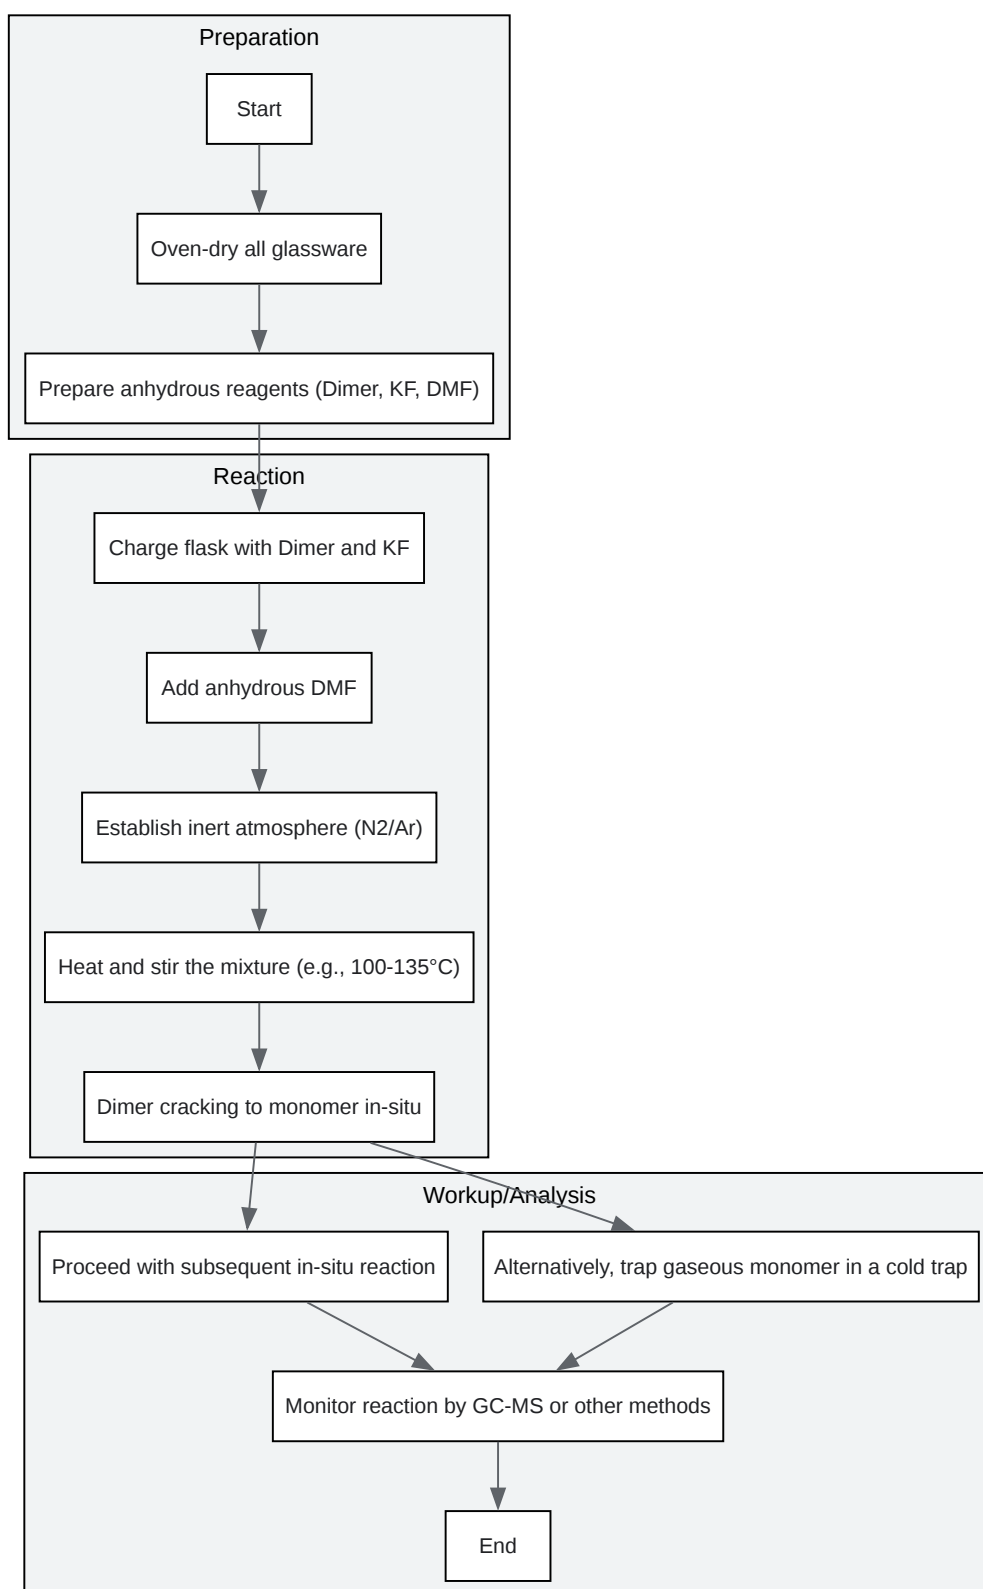 Preparation
Start
Oven-dry all glassware
Prepare anhydrous reagents (Dimer, KF, DMF)
Reaction
Charge flask with Dimer and KF
Add anhydrous DMF
Establish inert atmosphere (N2/Ar)
Heat and stir the mixture (e.g., 100-135°C)
Dimer cracking to monomer in-situ
Workup/Analysis
Proceed with subsequent in-situ reaction
Alternatively, trap gaseous monomer in a cold trap
Monitor reaction by GC-MS or other methods
End